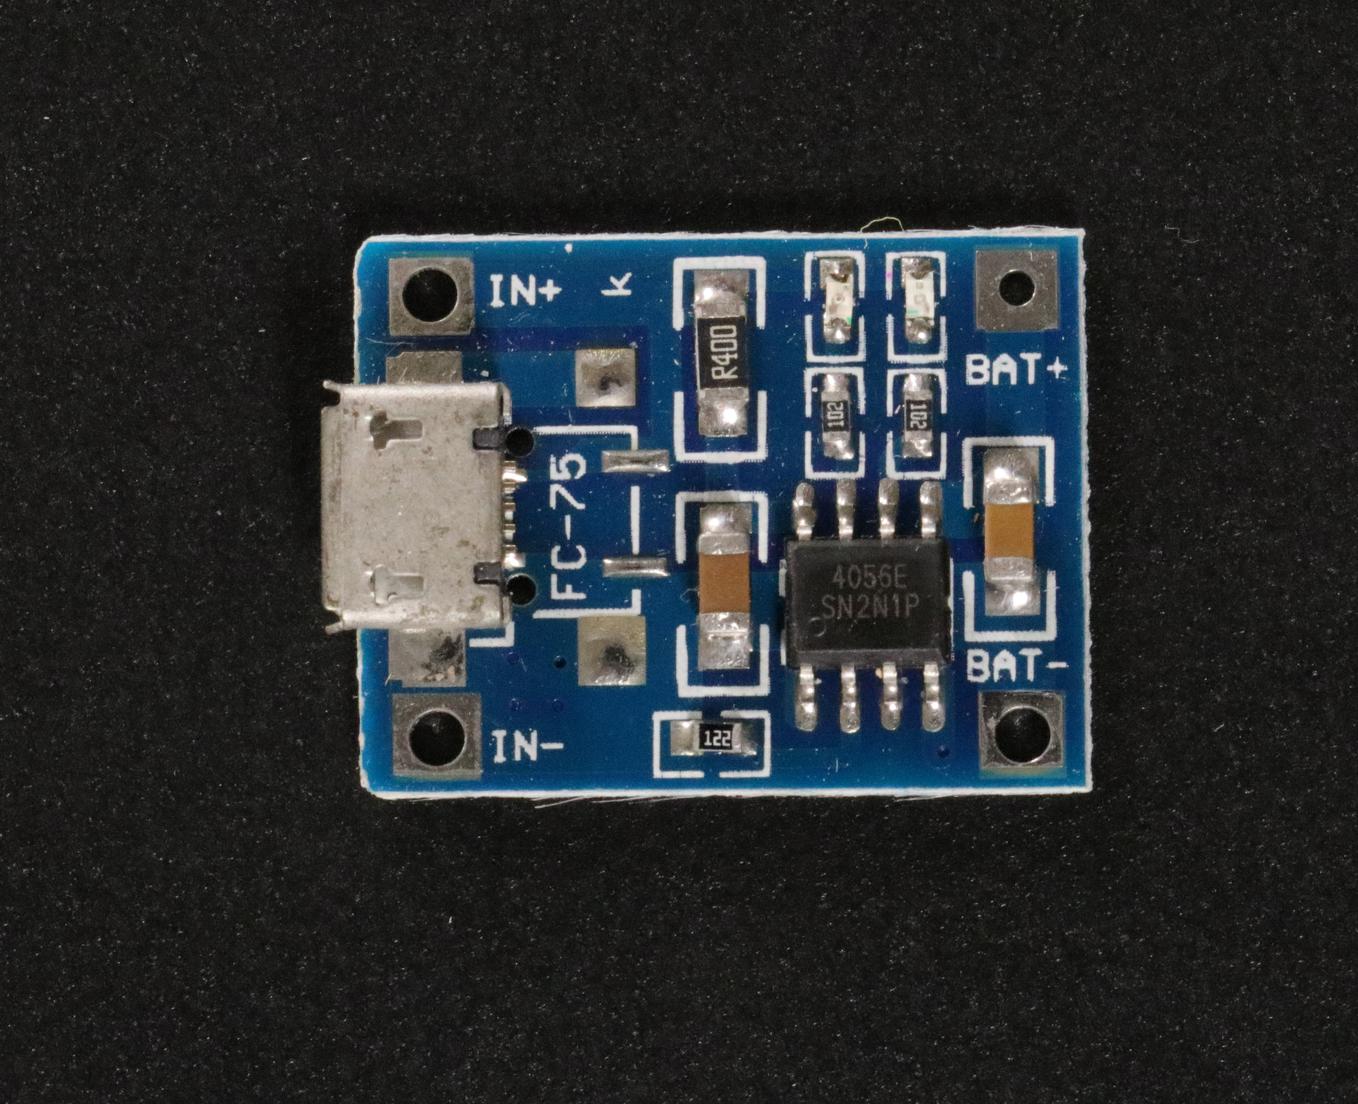 IN+
K
R400
102
102
BAT+
FC-75
4056E
SN2N1P
BAT-
IN-
122